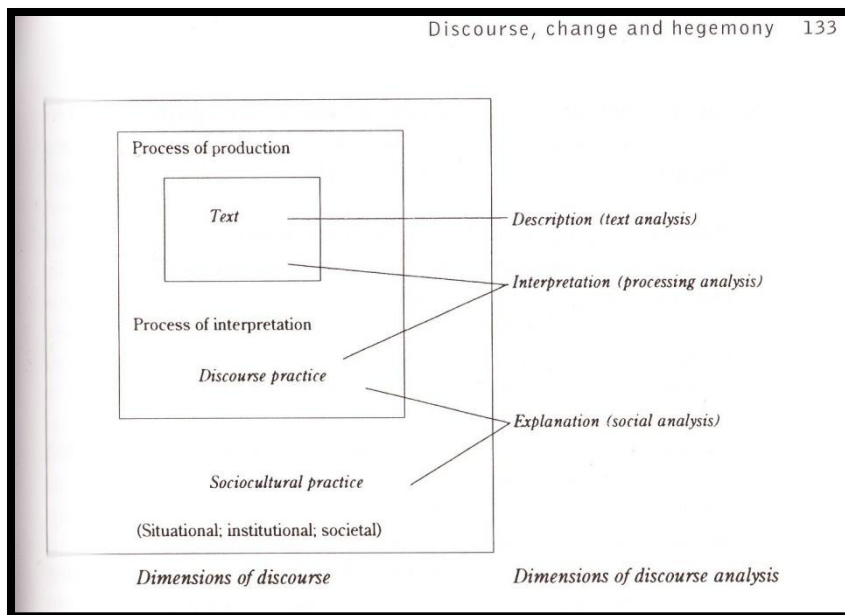 Discourse, change and hegemony 133
Process of production
Text
Description (text analysis)
Interpretation (processing analysis)
Process of interpretation
Discourse practice
Explanation (social analysis)
Sociocultural practice
(Situational; institutional; societal)
Dimensions of discourse
Dimensions of discourse analysis